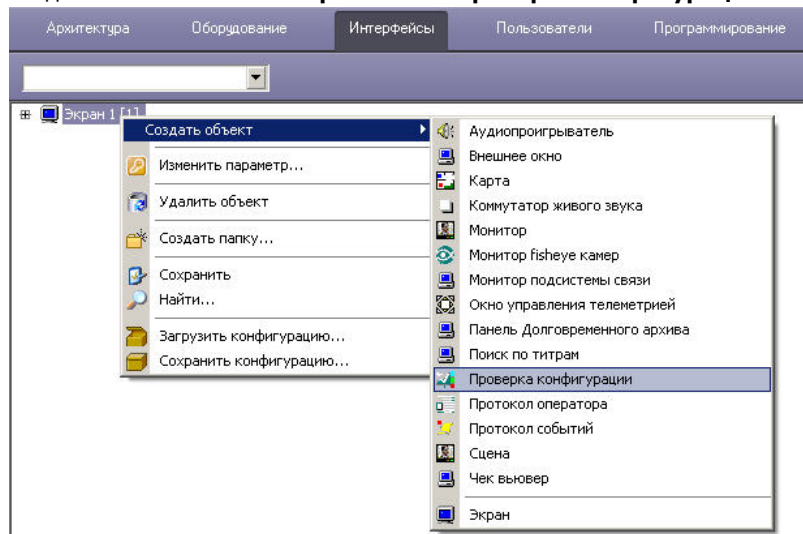 Архитектура Оборудование Интерфейсы Пользователи Программирование
Экран 1 [1]
Создать объект
Изменить параметр...
Удалить объект
Создать папку...
Сохранить
Найти...
Загрузить конфигурацию...
Сохранить конфигурацию...
Аудиопроигрыватель
Внешнее окно
Карта
Коммутатор живого звука
Монитор
Монитор fisheye камер
Монитор подсистемы связи
Окно управления телеметрией
Панель Долговременного архива
Поиск по титрам
Проверка конфигурации
Протокол оператора
Протокол событий
Сцена
Чек вьювер
Экран